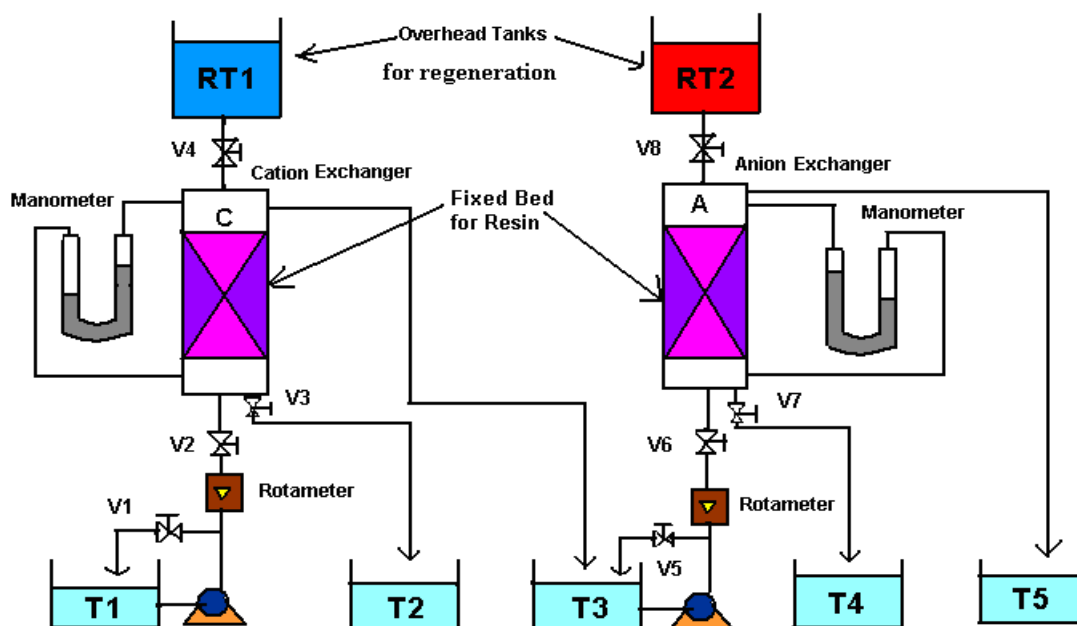 Overhead Tanks
for regeneration
RT1
RT2
V4
V8
Cation Exchanger
Anion Exchanger
Manometer
Fixed Bed
for Resin
Manometer
C
A
V3
V7
V2
V6
Rotameter
Rotameter
V1
V5
T1
T2
T3
T4
T5